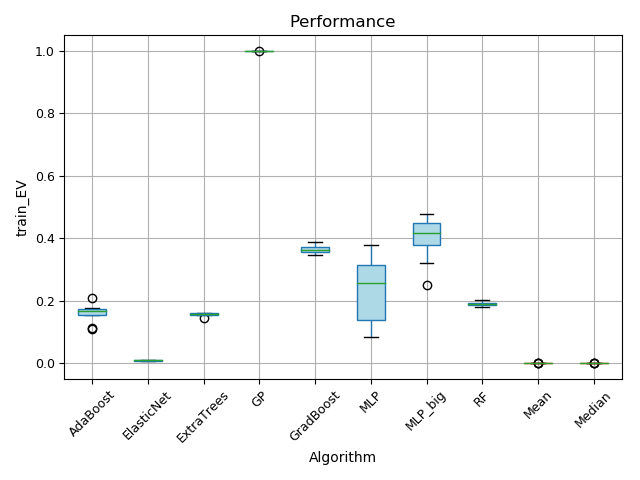 Performance
train_EV
1.0
0.8
0.6
0.4
0.2
0.0
AdaBoost
ElasticNet
ExtraTrees
GP
GradBoost
MLP
MLP_big
RF
Mean
Median
Algorithm